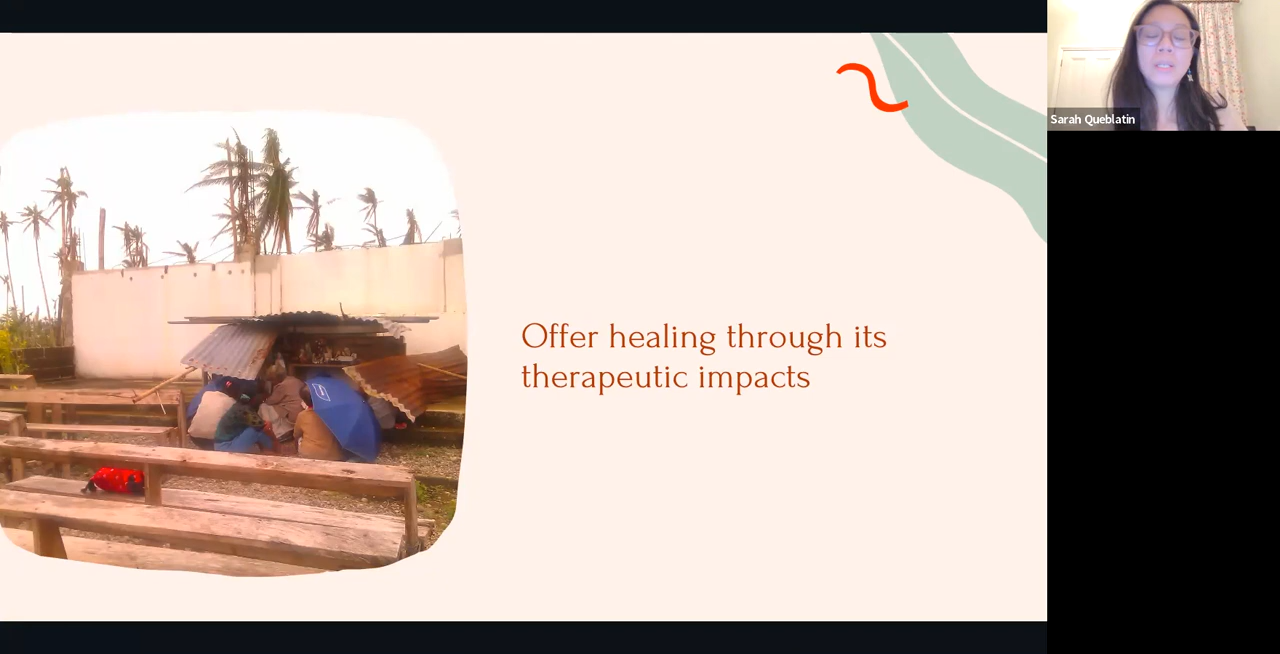 Offer healing through its
therapeutic impacts
Sarah Queblatin